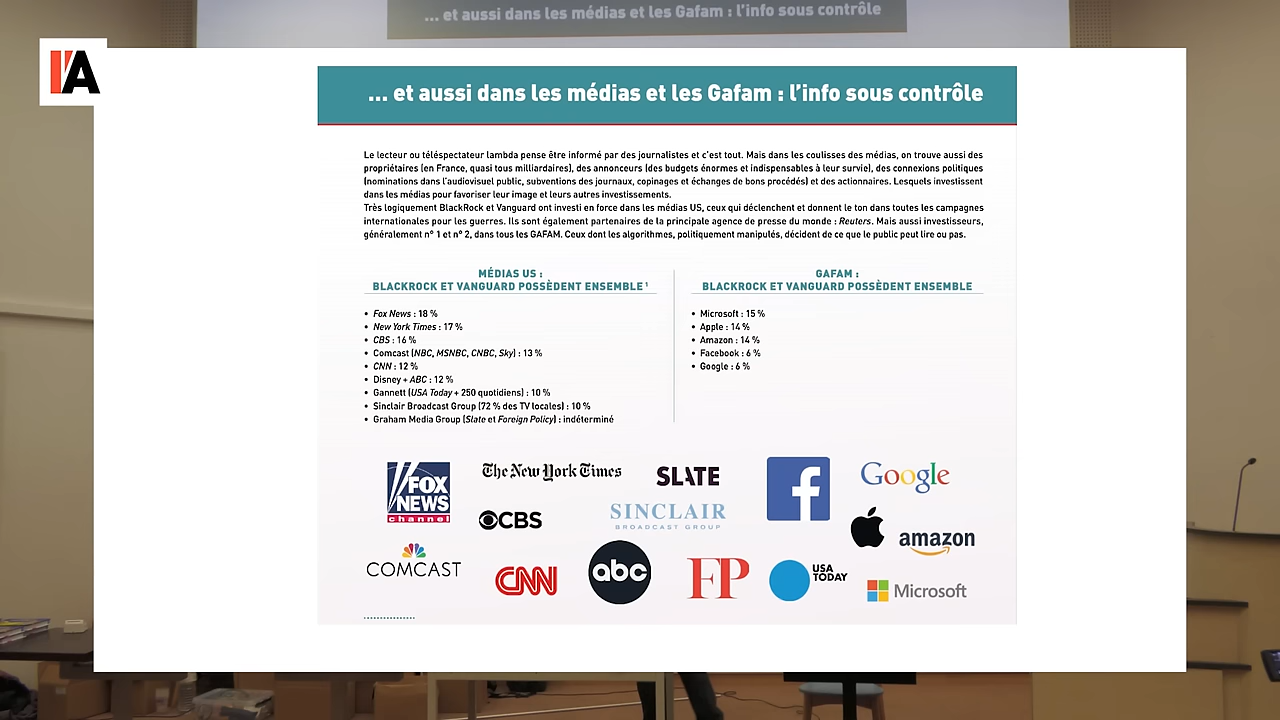 ... et aussi dans les médias et les Gafam : l'info sous contrôle
I'A
... et aussi dans les médias et les Gafam : l'info sous contrôle
Le lecteur ou téléspectateur lambda pense être informé par des journalistes et c'est tout. Mais dans les coulisses des médias, on trouve aussi des
propriétaires (en France, quasi tous milliardaires), des annonceurs (des budgets énormes et indispensables à leur survie), des connexions politiques
(nominations dans l'audiovisuel public, subventions des journaux, copinages et échanges de bons procédés) et des actionnaires. Lesquels investissent
dans les médias pour favoriser leur image et leurs autres investissements.
Très logiquement BlackRock et Vanguard ont investi en force dans les médias US, ceux qui déclenchent et donnent le ton dans toutes les campagnes
internationales pour les guerres. Ils sont également partenaires de la principale agence de presse du monde : Reuters. Mais aussi investisseurs,
généralement n° 1 et n° 2, dans tous les GAFAM. Ceux dont les algorithmes, politiquement manipulés, décident de ce que le public peut lire ou pas.
MÉDIAS US :
BLACKROCK ET VANGUARD POSSÈDENT ENSEMBLE ¹
• Fox News : 18 %
• New York Times : 17 %
• CBS : 16 %
• Comcast (NBC, MSNBC, CNBC, Sky) : 13 %
• CNN : 12 %
• Disney + ABC : 12 %
• Gannett (USA Today + 250 quotidiens) : 10 %
• Sinclair Broadcast Group (72 % des TV locales) : 10 %
• Graham Media Group (Slate et Foreign Policy) : indéterminé
GAFAM :
BLACKROCK ET VANGUARD POSSÈDENT ENSEMBLE
• Microsoft : 15 %
• Apple : 14 %
• Amazon : 14 %
• Facebook : 6 %
• Google : 6 %
FOX
NEWS
channel
The New York Times
SLATE
f
Google
CBS
SINCLAIR
BROADCAST GROUP
amazon
COMCAST
CNN
abc
FP
USA
TODAY
Microsoft